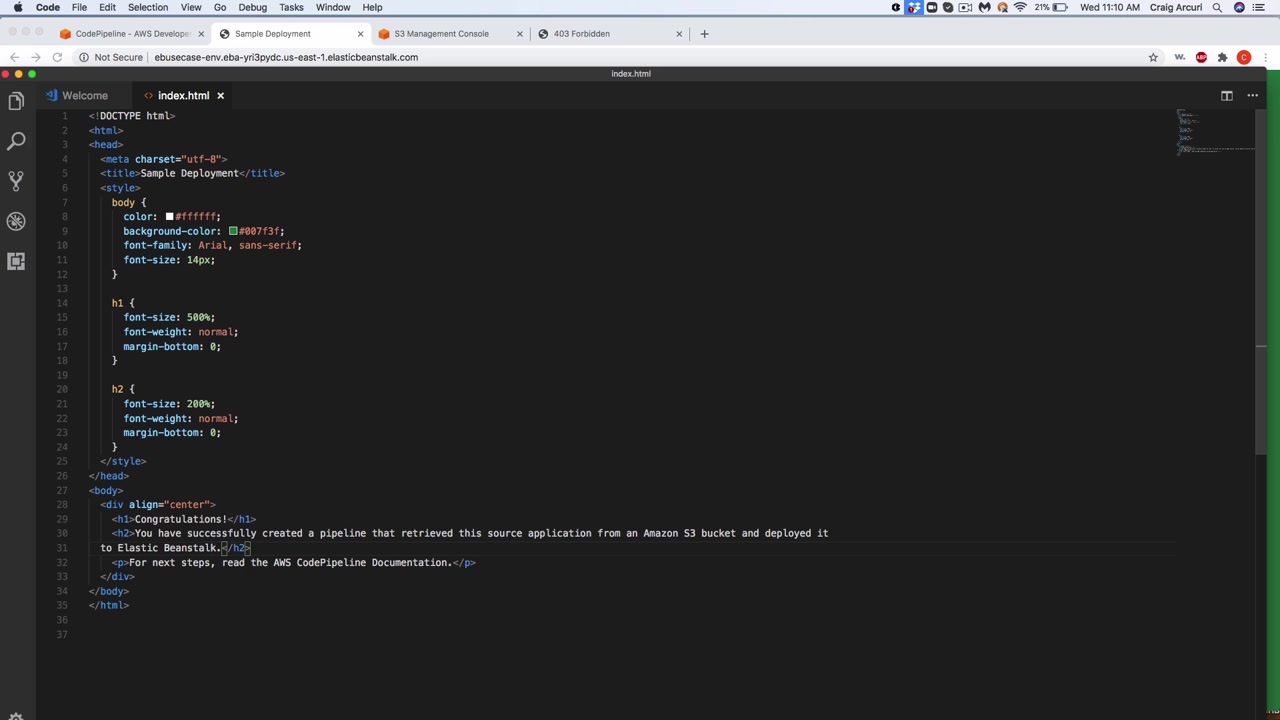 Code File Edit Selection View Go Debug Tasks Window Help 21% Wed 11:10 AM Craig Arcuri
CodePipeline - AWS Develope Sample Deployment S3 Management Console 403 Forbidden
Not Secure ebusecase-env.eba-yri3pydc.us-east-1.elasticbeanstalk.com W. ABP C
index.html
Welcome <> index.html
1 <!DOCTYPE html>
2 <html>
3 <head>
4 <meta charset="utf-8">
5 <title>Sample Deployment</title>
6 <style>
7 body {
8 color: #ffffff;
9 background-color: #007f3f;
10 font-family: Arial, sans-serif;
11 font-size: 14px;
12 }
13
14 h1 {
15 font-size: 500%;
16 font-weight: normal;
17 margin-bottom: 0;
18 }
19
20 h2 {
21 font-size: 200%;
22 font-weight: normal;
23 margin-bottom: 0;
24 }
25 </style>
26 </head>
27 <body>
28 <div align="center">
29 <h1>Congratulations!</h1>
30 <h2>You have successfully created a pipeline that retrieved this source application from an Amazon S3 bucket and deployed it
31 to Elastic Beanstalk.</h2>
32 <p>For next steps, read the AWS CodePipeline Documentation.</p>
33 </div>
34 </body>
35 </html>
36
37